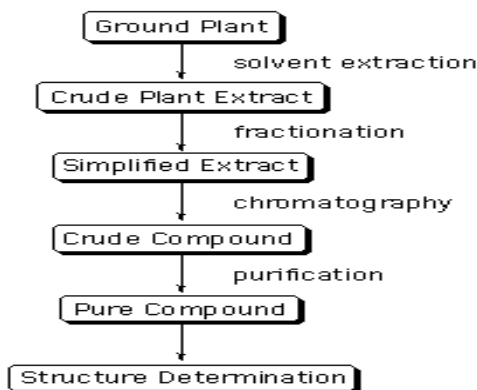 Ground Plant
solvent extraction
Crude Plant Extract
fractionation
Simplified Extract
chromatography
Crude Compound
purification
Pure Compound
Structure Determination